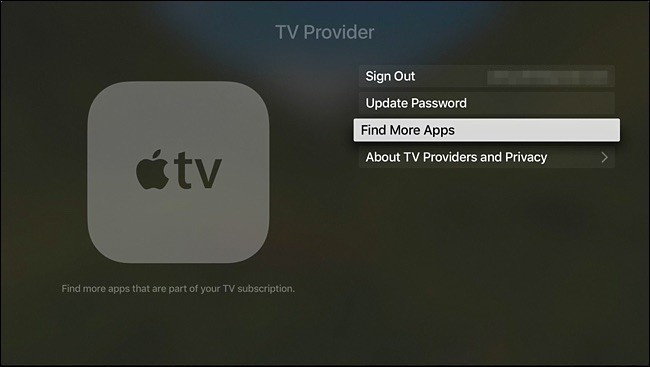 TV Provider
Sign Out
Update Password
Find More Apps
About TV Providers and Privacy
tv
Find more apps that are part of your TV subscription.